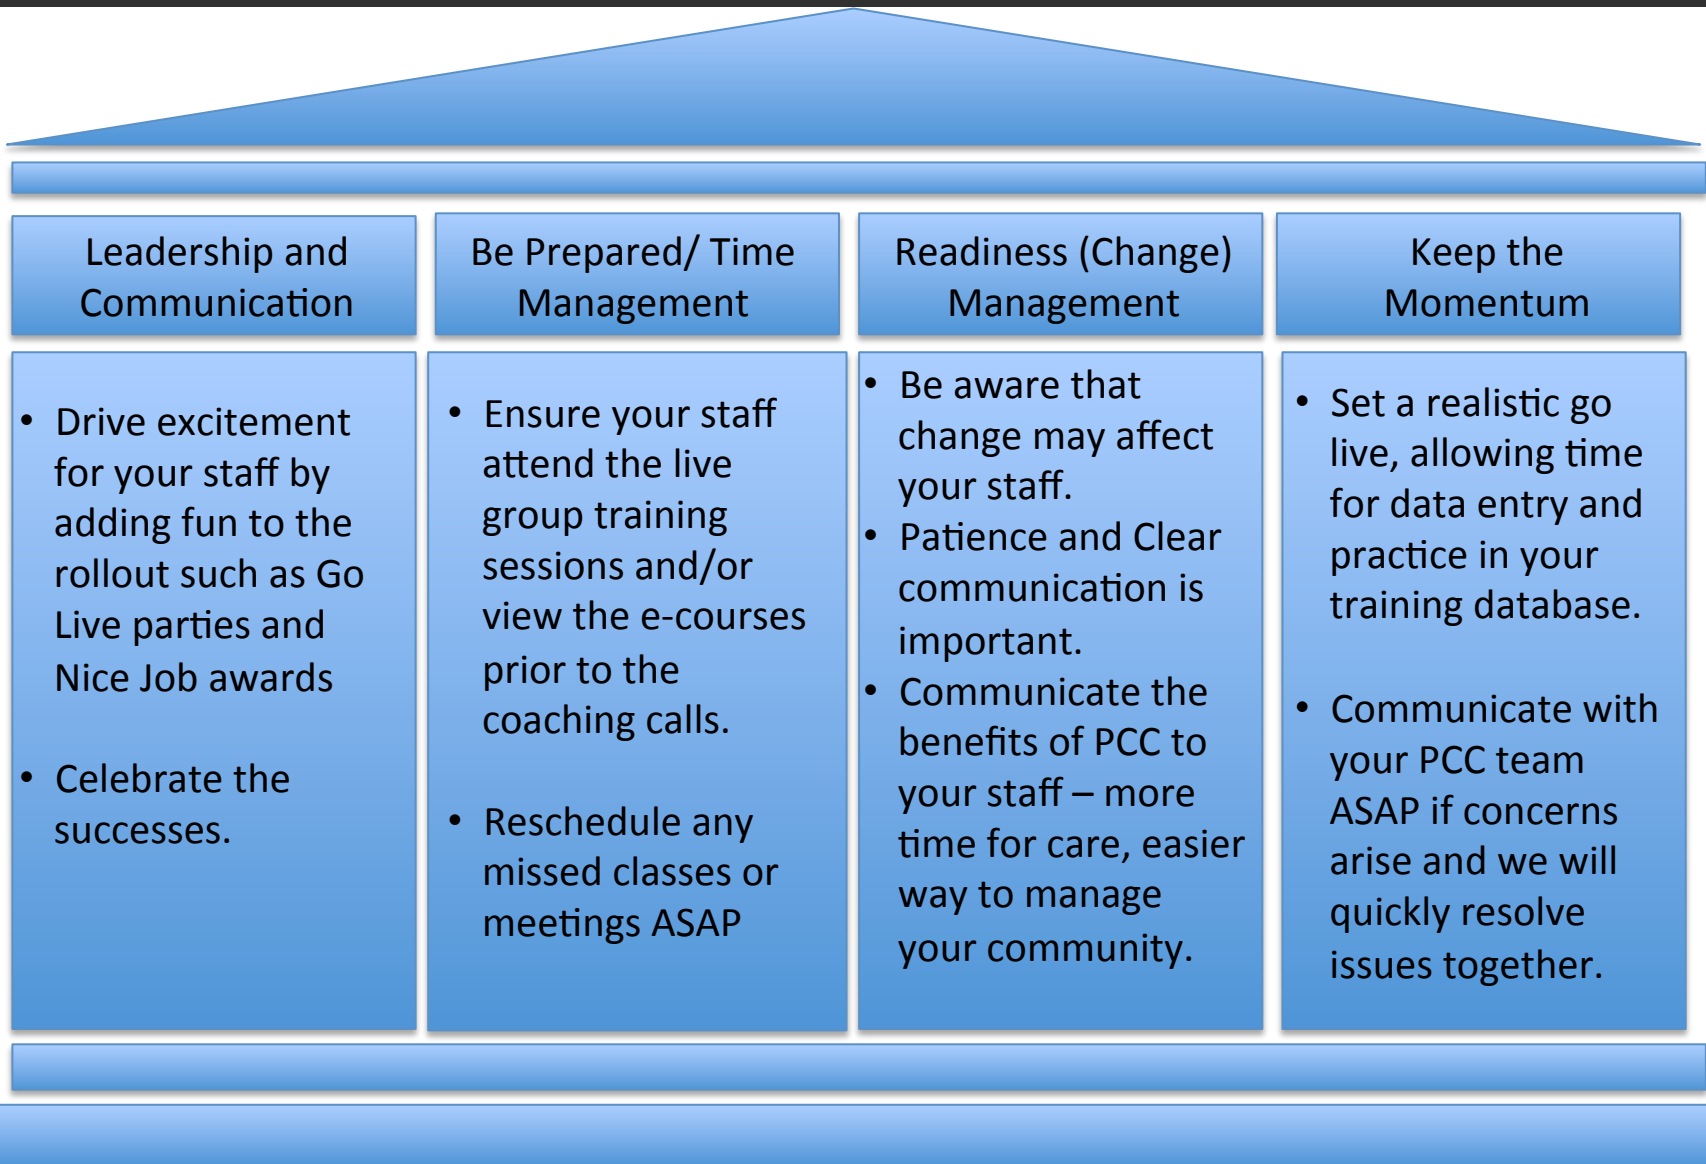 Leadership and
Communication
Be Prepared/ Time
Management
Readiness (Change)
Management
Keep the
Momentum
• Drive excitement
for your staff by
adding fun to the
rollout such as Go
Live parties and
Nice Job awards
• Celebrate the
successes.
• Ensure your staff
attend the live
group training
sessions and/or
view the e-courses
prior to the
coaching calls.
• Reschedule any
missed classes or
meetings ASAP
• Be aware that
change may affect
your staff.
• Patience and Clear
communication is
important.
• Communicate the
benefits of PCC to
your staff – more
time for care, easier
way to manage
your community.
• Set a realistic go
live, allowing time
for data entry and
practice in your
training database.
• Communicate with
your PCC team
ASAP if concerns
arise and we will
quickly resolve
issues together.